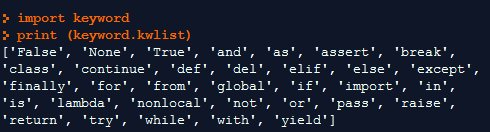 > import keyword
> print (keyword.kwlist)
['False', 'None', 'True', 'and', 'as', 'assert', 'break',
'class', 'continue', 'def', 'del', 'elif', 'else', 'except',
'finally', 'for', 'from', 'global', 'if', 'import', 'in',
'is', 'lambda', 'nonlocal', 'not', 'or', 'pass', 'raise',
'return', 'try', 'while', 'with', 'yield']